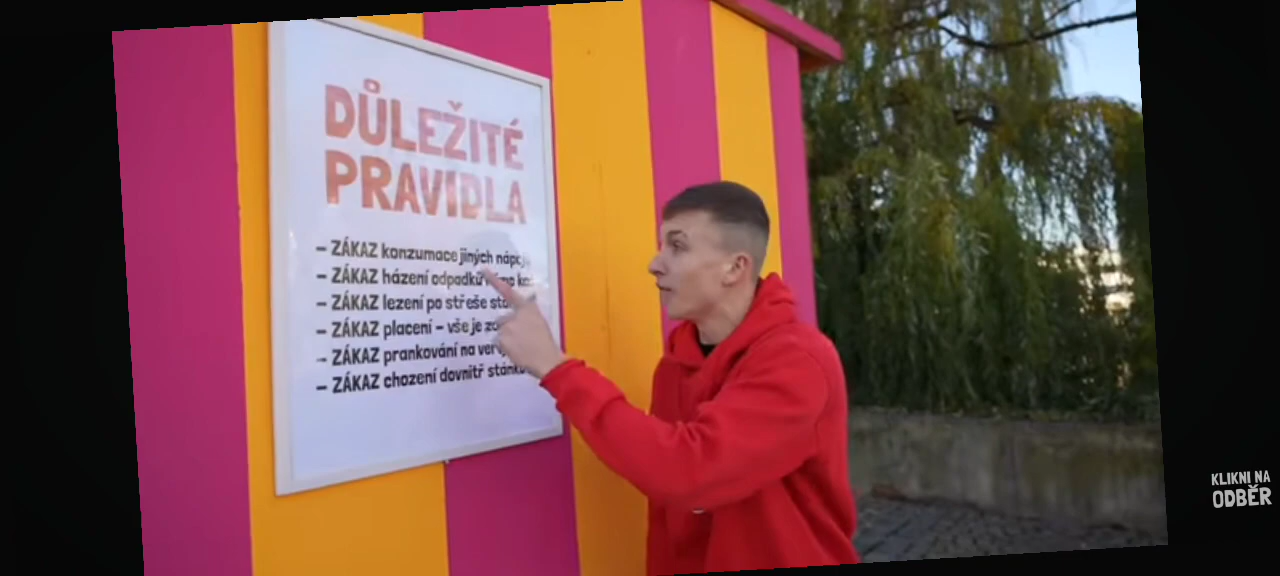 DŮLEŽITÉ
PRAVIDLA
– ZÁKAZ konzumace jiných
– ZÁKAZ házení odpadků
– ZÁKAZ lezení po střeše
– ZÁKAZ placení – vše je
– ZÁKAZ prankování na
– ZÁKAZ chození dovnitř
KLIKNI NA
ODBĚR